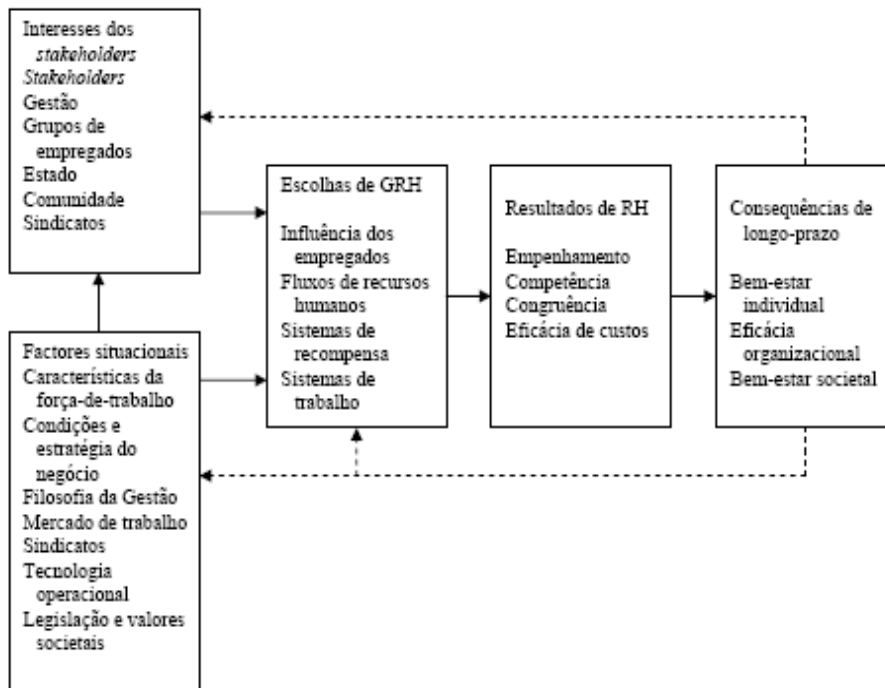 Interesses dos
stakeholders
Stakeholders
Gestão
Grupos de
empregados
Estado
Comunidade
Sindicatos
Factores situacionais
Características da
força-de-trabalho
Condições e
estratégia do
negócio
Filosofia da Gestão
Mercado de trabalho
Sindicatos
Tecnologia
operacional
Legislação e valores
societais
Escolhas de GRH
Influência dos
empregados
Fluxos de recursos
humanos
Sistemas de
recompensa
Sistemas de
trabalho
Resultados de RH
Empenhamento
Competência
Congruência
Eficácia de custos
Consequências de
longo-prazo
Bem-estar
individual
Eficácia
organizacional
Bem-estar societal